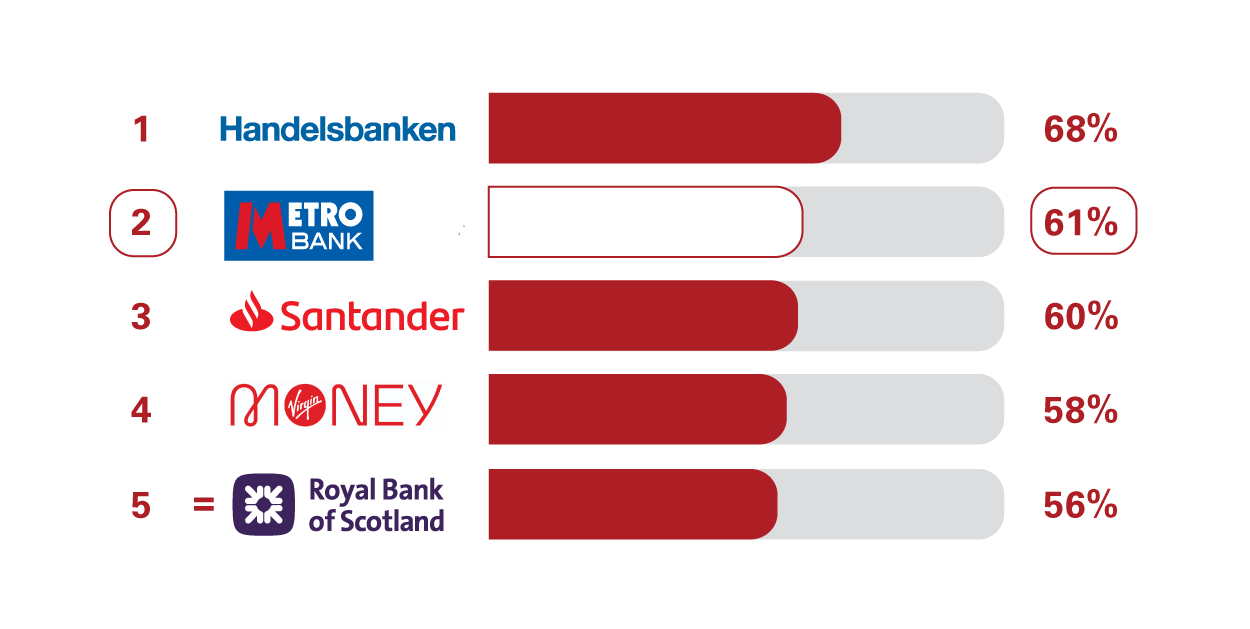 1 Handelsbanken 68%
2 METRO BANK 61%
3 Santander 60%
4 MONEY Virgin 58%
5 = Royal Bank of Scotland 56%